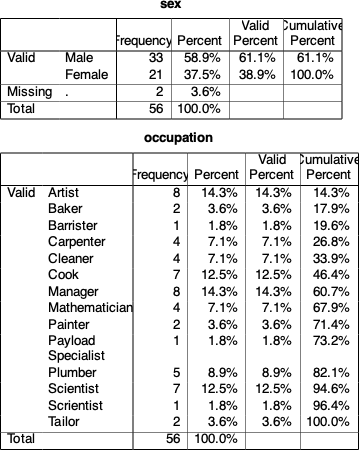 sex
Frequency Percent Valid Percent Cumulative Percent
Valid Male 33 58.9% 61.1% 61.1%
Female 21 37.5% 38.9% 100.0%
Missing . 2 3.6%
Total 56 100.0%
occupation
Frequency Percent Valid Percent Cumulative Percent
Valid Artist 8 14.3% 14.3% 14.3%
Baker 2 3.6% 3.6% 17.9%
Barrister 1 1.8% 1.8% 19.6%
Carpenter 4 7.1% 7.1% 26.8%
Cleaner 4 7.1% 7.1% 33.9%
Cook 7 12.5% 12.5% 46.4%
Manager 8 14.3% 14.3% 60.7%
Mathematician 4 7.1% 7.1% 67.9%
Painter 2 3.6% 3.6% 71.4%
Payload 1 1.8% 1.8% 73.2%
Specialist
Plumber 5 8.9% 8.9% 82.1%
Scientist 7 12.5% 12.5% 94.6%
Scrientist 1 1.8% 1.8% 96.4%
Tailor 2 3.6% 3.6% 100.0%
Total 56 100.0%